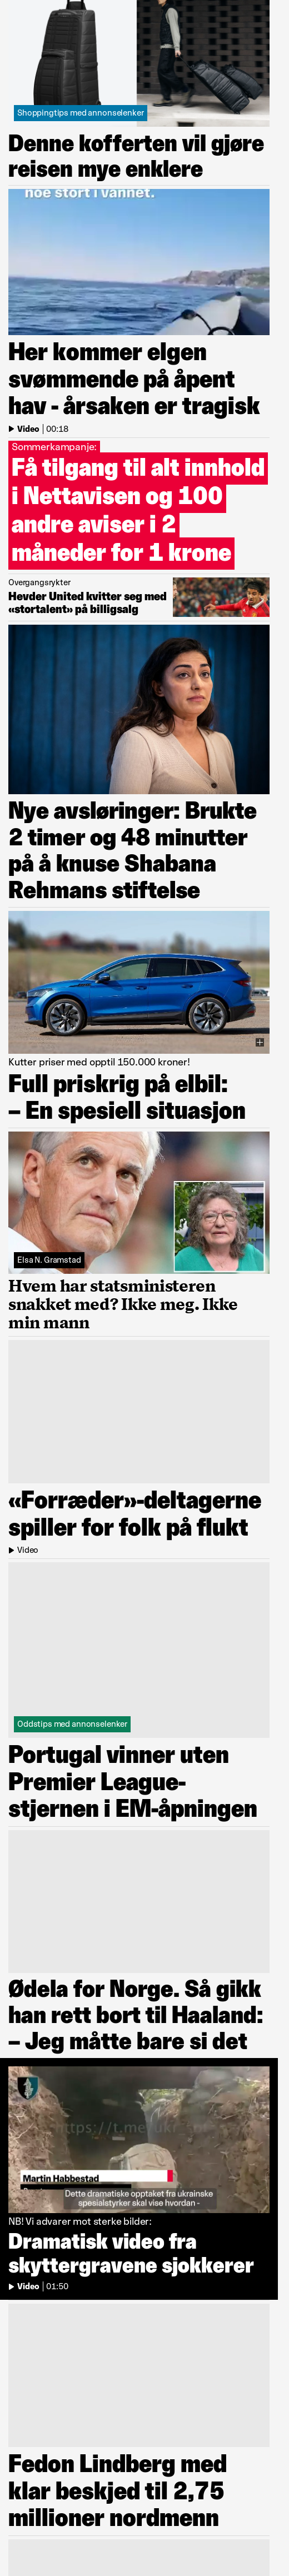 Shoppingtips med annonselenker
Denne kofferten vil gjøre
reisen mye enklere
noe stort i vannet.
Her kommer elgen
svømmende på åpent
hav - årsaken er tragisk
Video | 00:18
Sommerkampanje:
Få tilgang til alt innhold
i Nettavisen og 100
andre aviser i 2
måneder for 1 krone
Overgangsrykter
Hevder United kvitter seg med
«stortalent» på billigsalg
Nye avsløringer: Brukte
2 timer og 48 minutter
på å knuse Shabana
Rehmans stiftelse
Kutter priser med opptil 150.000 kroner!
Full priskrig på elbil:
– En spesiell situasjon
Elsa N. Gramstad
Hvem har statsministeren
snakket med? Ikke meg. Ikke
min mann
«Forræder»-deltagerne
spiller for folk på flukt
Video
Oddstips med annonselenker
Portugal vinner uten
Premier League-
stjernen i EM-åpningen
Ødela for Norge. Så gikk
han rett bort til Haaland:
– Jeg måtte bare si det
Martin Habbestad
Dette dramatiske opptaket fra ukrainske
spesialstyrker skal vise hvordan -
NB! Vi advarer mot sterke bilder:
Dramatisk video fra
skyttergravene sjokkerer
Video | 01:50
Fedon Lindberg med
klar beskjed til 2,75
millioner nordmenn